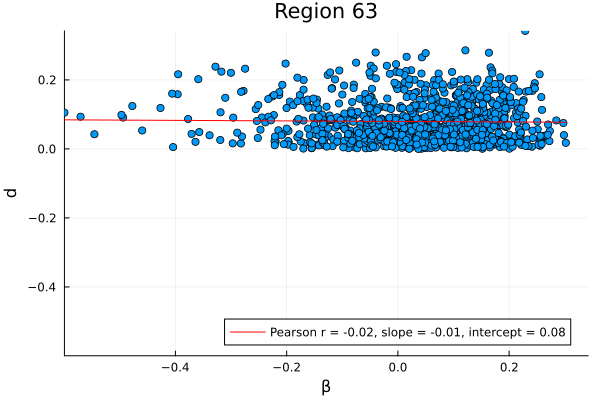 Region 63
d
0.2
0.0
−0.2
−0.4
Pearson r = -0.02, slope = -0.01, intercept = 0.08
−0.4 −0.2 0.0 0.2
β